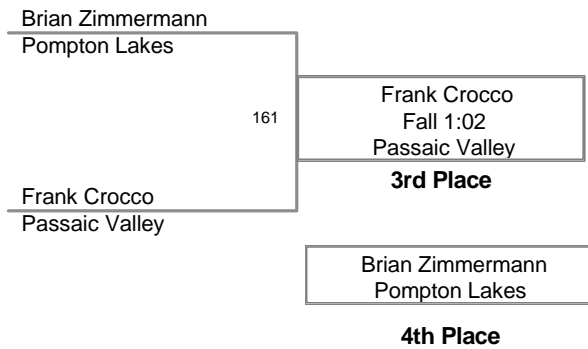 Brian Zimmermann
Pompton Lakes
161
Frank Crocco
Fall 1:02
Passaic Valley
3rd Place
Frank Crocco
Passaic Valley
Brian Zimmermann
Pompton Lakes
4th Place